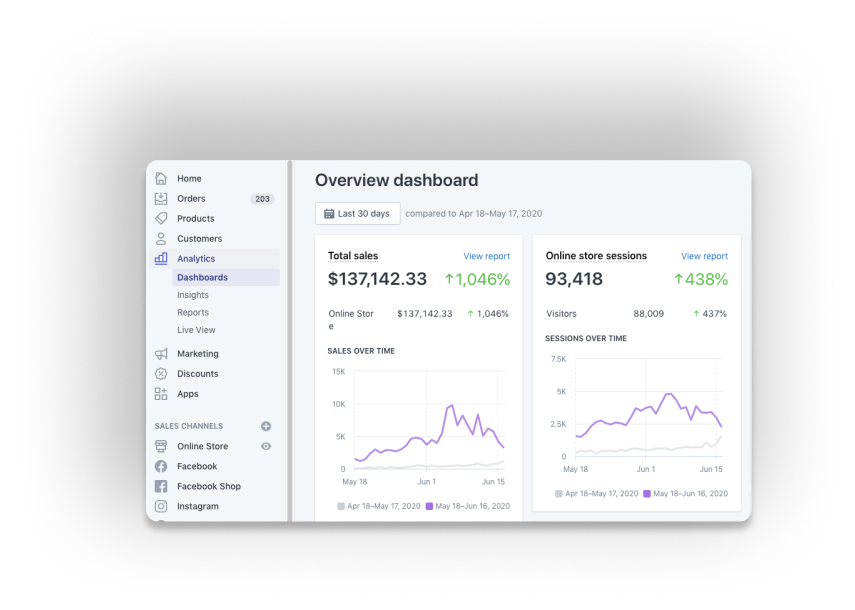 Home
Orders 203
Products
Customers
Analytics
Dashboards
Insights
Reports
Live View
Marketing
Discounts
Apps
SALES CHANNELS
Online Store
Facebook
Facebook Shop
Instagram
Overview dashboard
Last 30 days compared to Apr 18–May 17, 2020
Total sales View report
$137,142.33 ↑1,046%
Online Stor $137,142.33 ↑ 1,046%
e
SALES OVER TIME
15K
10K
5K
0
May 18 Jun 1 Jun 15
Apr 18–May 17, 2020 May 18–Jun 16, 2020
Online store sessions View report
93,418 ↑438%
Visitors 88,009 ↑ 437%
SESSIONS OVER TIME
7.5K
5K
2.5K
0
May 18 Jun 1 Jun 15
Apr 18–May 17, 2020 May 18–Jun 16, 2020